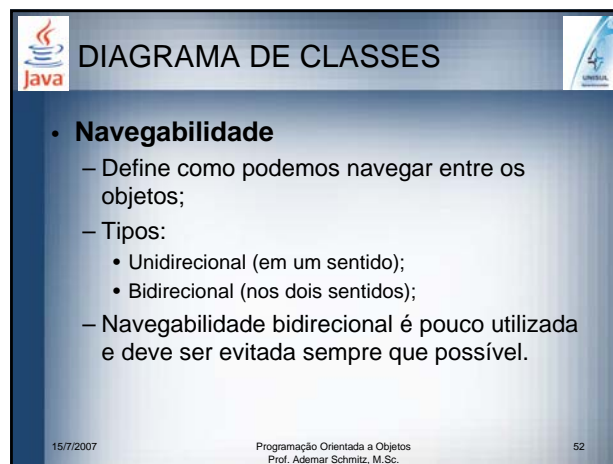 Java
DIAGRAMA DE CLASSES
UNISUL
• Navegabilidade
– Define como podemos navegar entre os
objetos;
– Tipos:
• Unidirecional (em um sentido);
• Bidirecional (nos dois sentidos);
– Navegabilidade bidirecional é pouco utilizada
e deve ser evitada sempre que possível.
15/7/2007
Programação Orientada a Objetos
Prof. Ademar Schmitz, M.Sc.
52